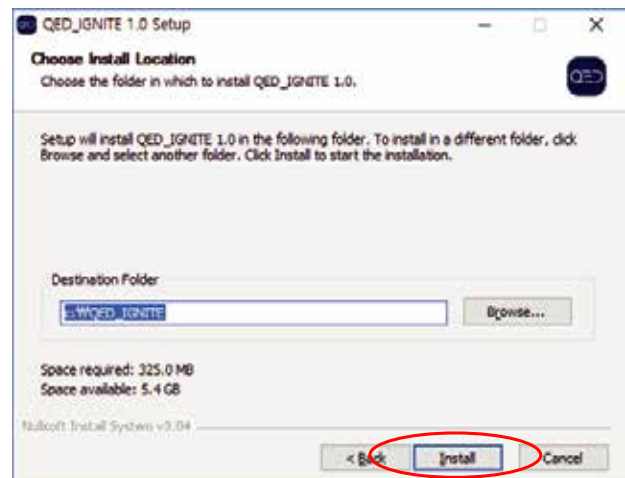 QED_IGNITE 1.0 Setup
Choose Install Location
Choose the folder in which to install QED_IGNITE 1.0.
QED
Setup will install QED_IGNITE 1.0 in the following folder. To install in a different folder, click
Browse and select another folder. Click Install to start the installation.
Destination Folder
c:₩QED_IGNITE
Browse...
Space required: 325.0 MB
Space available: 5.4 GB
Nullsoft Install System v3.04
< Back
Install
Cancel